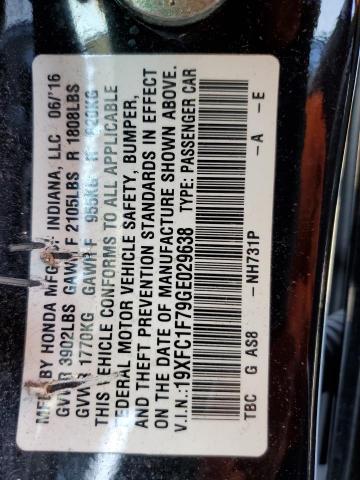 MFD BY HONDA MFG. INDIANA, LLC 06/16
GVWR 3902LBS GAWR F 2105LBS R 1808LBS
GVWR 1770KG GAWR F 955KG R 820KG
THIS VEHICLE CONFORMS TO ALL APPLICABLE
FEDERAL MOTOR VEHICLE SAFETY, BUMPER,
AND THEFT PREVENTION STANDARDS IN EFFECT
ON THE DATE OF MANUFACTURE SHOWN ABOVE.
V.I.N.: 19XFC1F79GE029638 TYPE: PASSENGER CAR
TBC G AS8 -NH731P -A -E